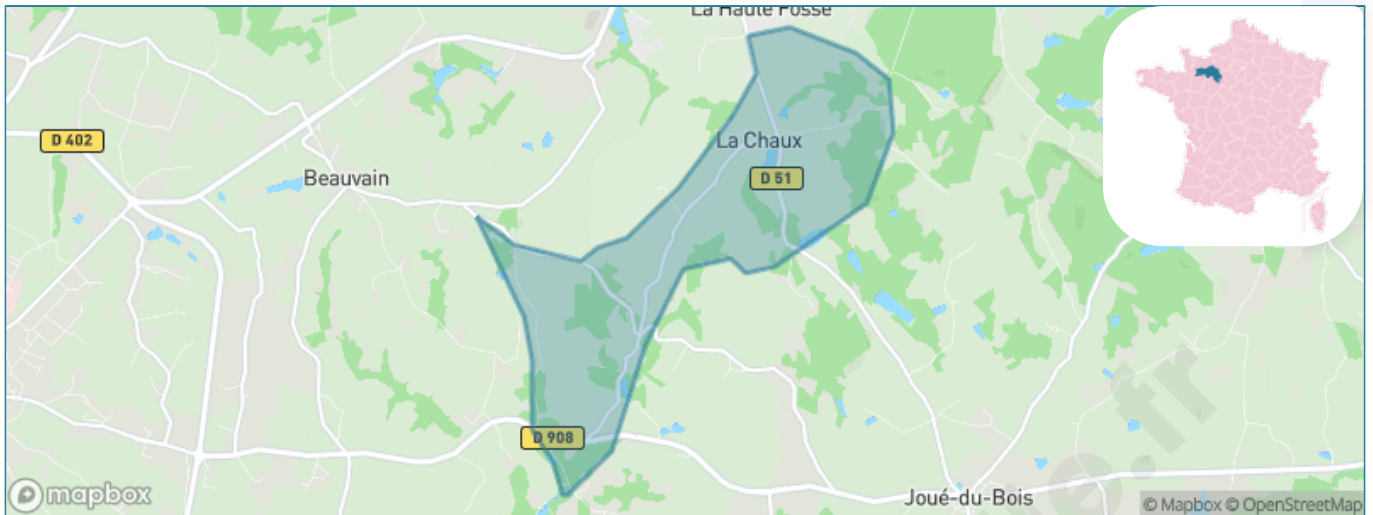 La Haute Fosse
D 402
La Chaux
D 51
Beauvain
D 908
Joué-du-Bois
mapbox
© Mapbox © OpenStreetMap